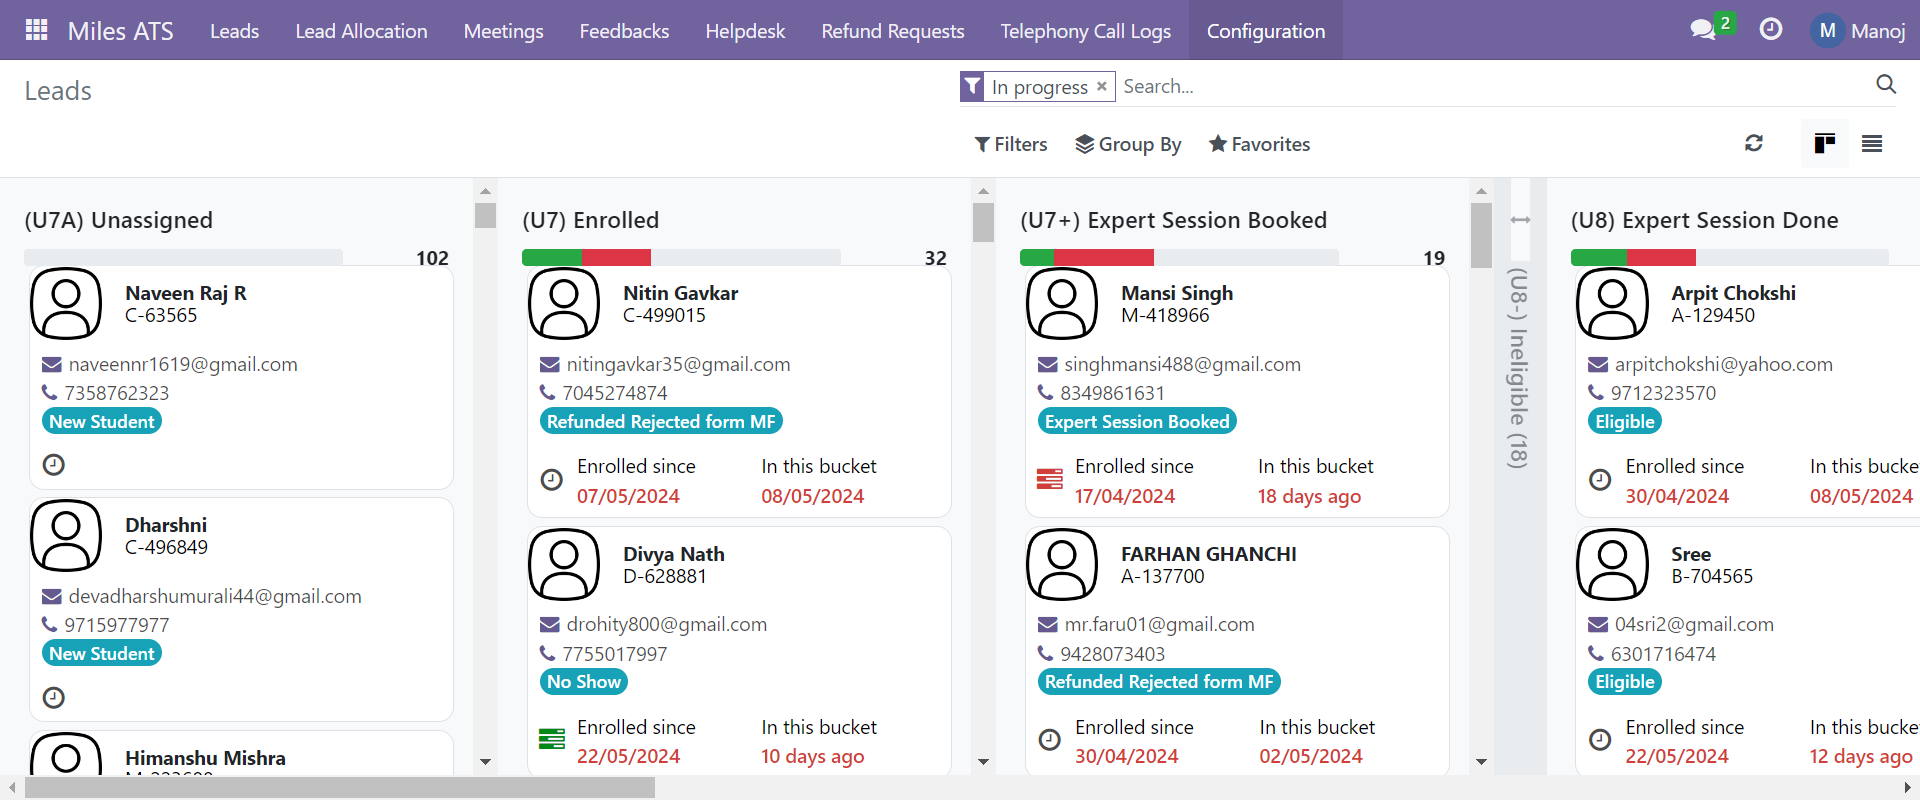 Miles ATS Leads Lead Allocation Meetings Feedbacks Helpdesk Refund Requests Telephony Call Logs Configuration 2 M Manoj
Leads
In progress × Search...
Filters Group By Favorites
(U7A) Unassigned
102
Naveen Raj R
C-63565
naveennr1619@gmail.com
7358762323
New Student
Dharshni
C-496849
devadharshumurali44@gmail.com
9715977977
New Student
Himanshu Mishra
(U7) Enrolled
32
Nitin Gavkar
C-499015
nitingavkar35@gmail.com
7045274874
Refunded Rejected form MF
Enrolled since In this bucket
07/05/2024 08/05/2024
Divya Nath
D-628881
drohity800@gmail.com
7755017997
No Show
Enrolled since In this bucket
22/05/2024 10 days ago
(U7+) Expert Session Booked
19
Mansi Singh
M-418966
singhmansi488@gmail.com
8349861631
Expert Session Booked
Enrolled since In this bucket
17/04/2024 18 days ago
FARHAN GHANCHI
A-137700
mr.faru01@gmail.com
9428073403
Refunded Rejected form MF
Enrolled since In this bucket
30/04/2024 02/05/2024
(U8-) Ineligible (18)
(U8) Expert Session Done
Arpit Chokshi
A-129450
arpitchokshi@yahoo.com
9712323570
Eligible
Enrolled since In this bucke
30/04/2024 08/05/2024
Sree
B-704565
04sri2@gmail.com
6301716474
Eligible
Enrolled since In this bucke
22/05/2024 12 days ago